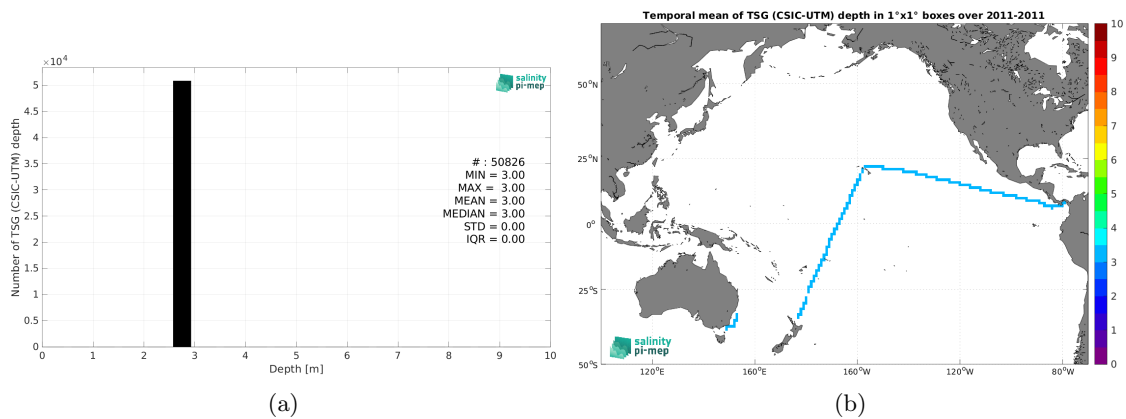 ×10⁴
5
4.5
4
3.5
3
2.5
2
1.5
1
0.5
0
0 1 2 3 4 5 6 7 8 9 10
Number of TSG (CSIC-UTM) depth
Depth [m]
salinity
pi-mep
# : 50826
MIN = 3.00
MAX = 3.00
MEAN = 3.00
MEDIAN = 3.00
STD = 0.00
IQR = 0.00
(a)
Temporal mean of TSG (CSIC-UTM) depth in 1°x1° boxes over 2011-2011
50°N
25°N
0°
25°S
50°S
120°E 160°E 160°W 120°W 80°W
salinity
pi-mep
10
9
8
7
6
5
4
3
2
1
0
(b)